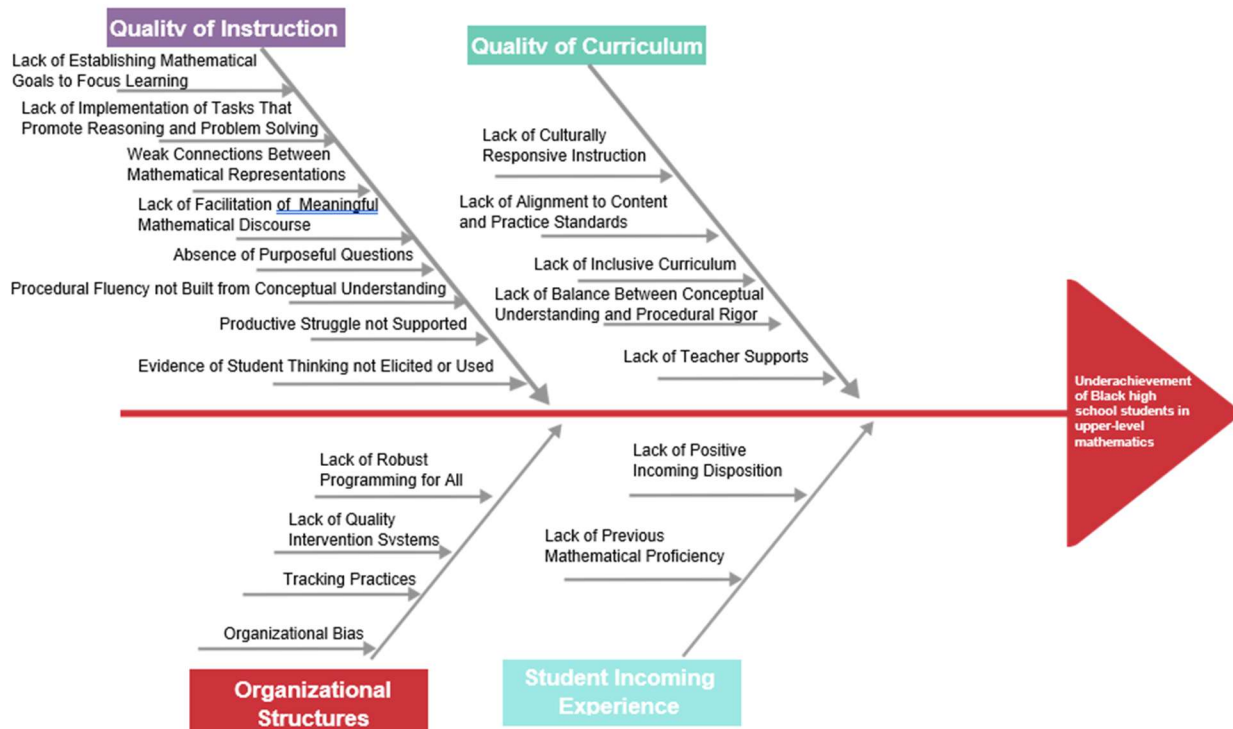 Quality of Instruction
Lack of Establishing Mathematical
Goals to Focus Learning
Lack of Implementation of Tasks That
Promote Reasoning and Problem Solving
Weak Connections Between
Mathematical Representations
Lack of Facilitation of Meaningful
Mathematical Discourse
Absence of Purposeful Questions
Procedural Fluency not Built from Conceptual Understanding
Productive Struggle not Supported
Evidence of Student Thinking not Elicited or Used
Quality of Curriculum
Lack of Culturally
Responsive Instruction
Lack of Alignment to Content
and Practice Standards
Lack of Inclusive Curriculum
Lack of Balance Between Conceptual
Understanding and Procedural Rigor
Lack of Teacher Supports
Underachievement
of Black high
school students in
upper-level
mathematics
Lack of Robust
Programming for All
Lack of Quality
Intervention Systems
Tracking Practices
Organizational Bias
Organizational
Structures
Lack of Positive
Incoming Disposition
Lack of Previous
Mathematical Proficiency
Student Incoming
Experience